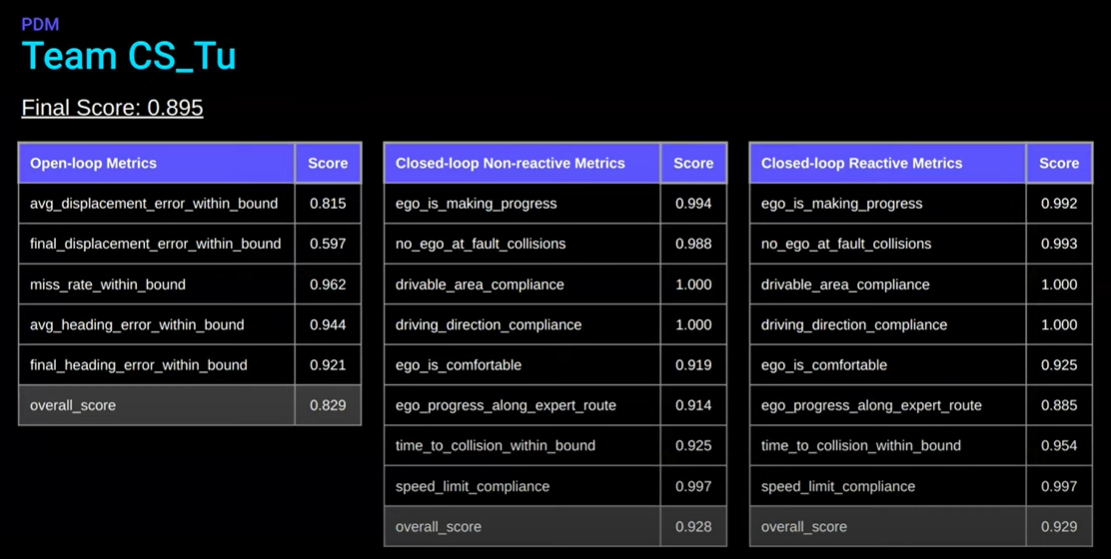 PDM
Team CS_Tu
Final Score: 0.895
Open-loop Metrics Score
avg_displacement_error_within_bound 0.815
final_displacement_error_within_bound 0.597
miss_rate_within_bound 0.962
avg_heading_error_within_bound 0.944
final_heading_error_within_bound 0.921
overall_score 0.829
Closed-loop Non-reactive Metrics Score
ego_is_making_progress 0.994
no_ego_at_fault_collisions 0.988
drivable_area_compliance 1.000
driving_direction_compliance 1.000
ego_is_comfortable 0.919
ego_progress_along_expert_route 0.914
time_to_collision_within_bound 0.925
speed_limit_compliance 0.997
overall_score 0.928
Closed-loop Reactive Metrics Score
ego_is_making_progress 0.992
no_ego_at_fault_collisions 0.993
drivable_area_compliance 1.000
driving_direction_compliance 1.000
ego_is_comfortable 0.925
ego_progress_along_expert_route 0.885
time_to_collision_within_bound 0.954
speed_limit_compliance 0.997
overall_score 0.929